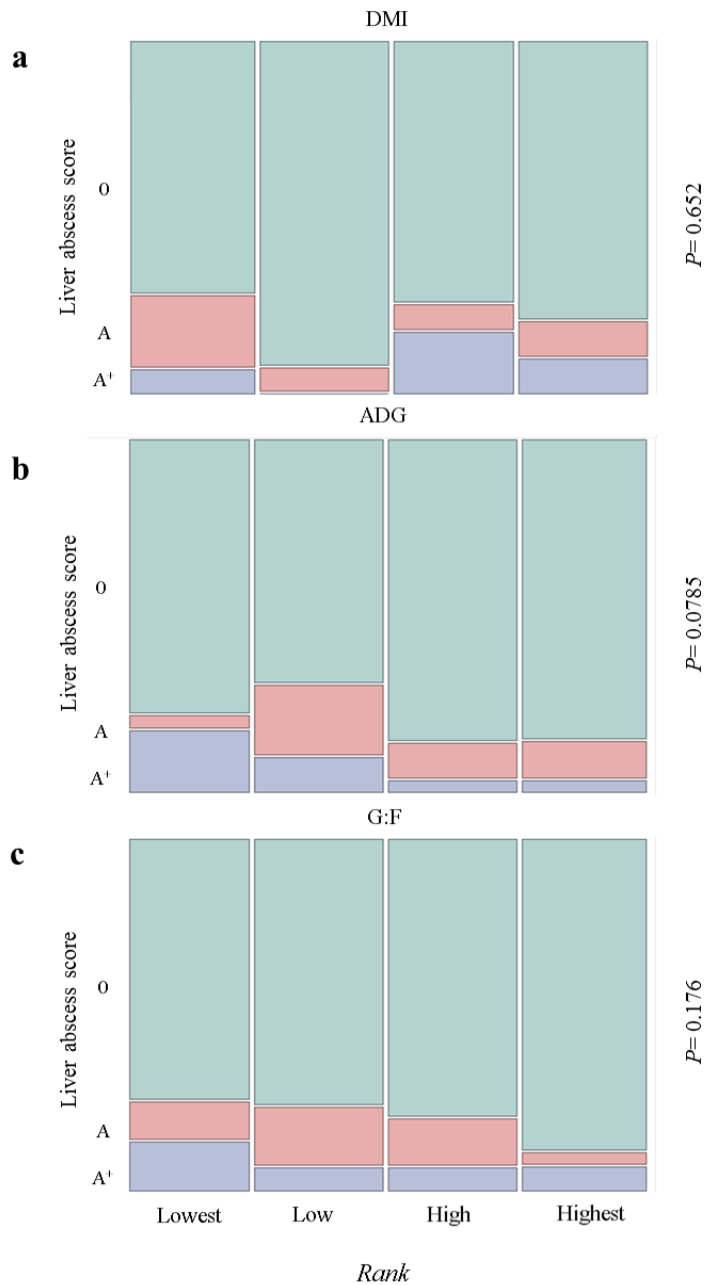 DMI
a
Liver abscess score
0
A
A⁺
P= 0.652
ADG
b
Liver abscess score
0
A
A⁺
P= 0.0785
G:F
c
Liver abscess score
0
A
A⁺
P= 0.176
Lowest Low High Highest
Rank